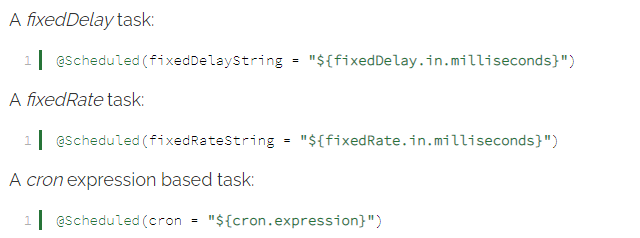 A fixedDelay task:
1 @Scheduled(fixedDelayString = "${fixedDelay.in.milliseconds}")
A fixedRate task:
1 @Scheduled(fixedRateString = "${fixedRate.in.milliseconds}")
A cron expression based task:
1 @Scheduled(cron = "${cron.expression}")